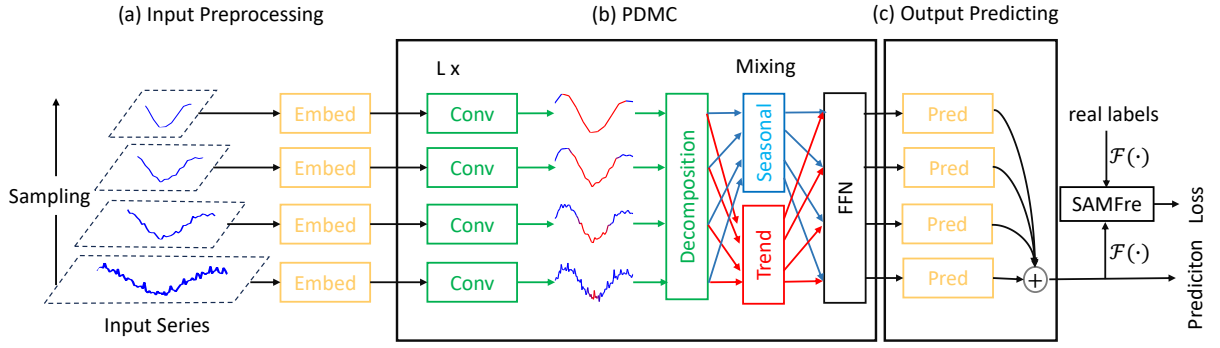 (a) Input Preprocessing
(b) PDMC
(c) Output Predicting
L x
Mixing
Sampling
Embed
Conv
Pred
Embed
Conv
Pred
Embed
Conv
Pred
Embed
Conv
Pred
Decomposition
Seasonal
Trend
FFN
+
real labels
ℱ(·)
SAMFre
Loss
ℱ(·)
Prediciton
Input Series